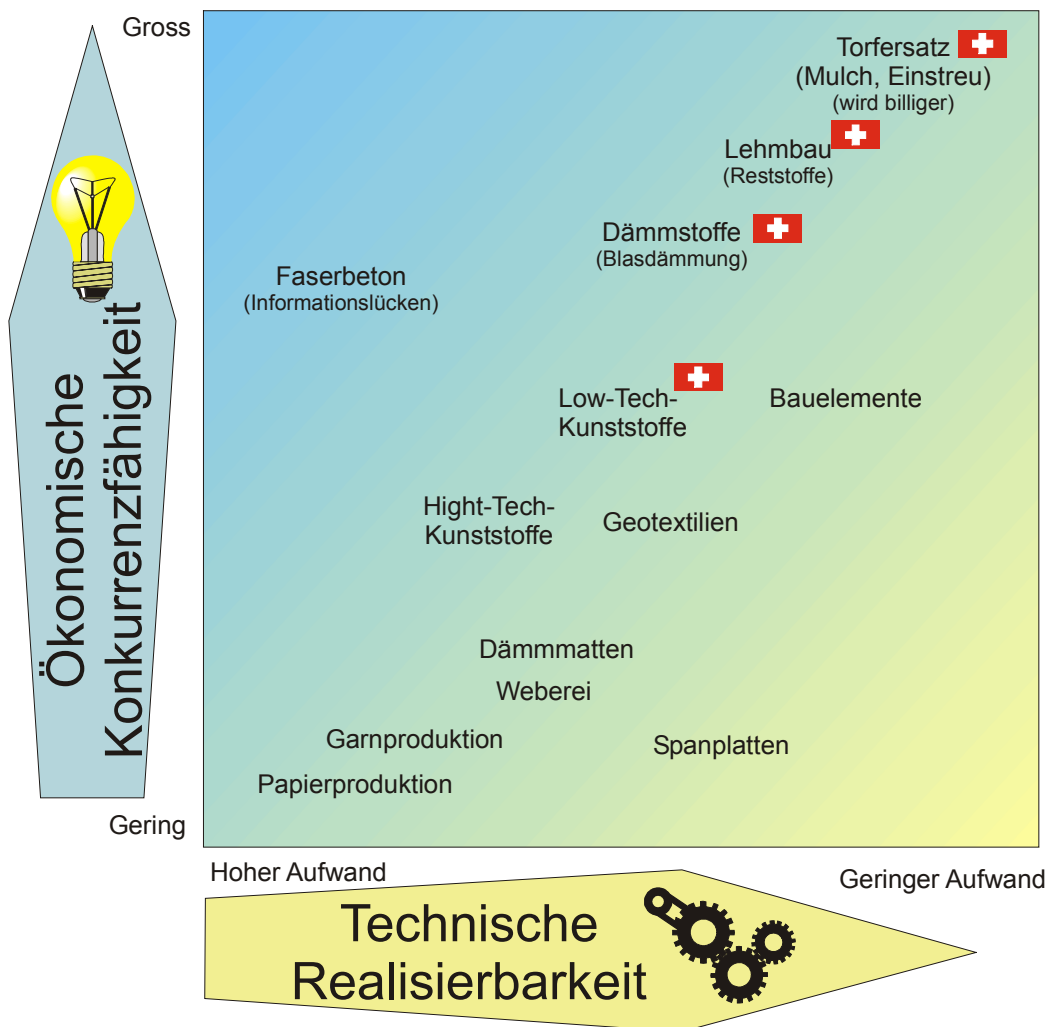 Gross
Torfersatz
(Mulch, Einstreu)
(wird billiger)
Lehmbau
(Reststoffe)
Dämmstoffe
(Blasdämmung)
Faserbeton
(Informationslücken)
Low-Tech-
Kunststoffe
Bauelemente
Hight-Tech-
Kunststoffe
Geotextilien
Dämmmatten
Weberei
Garnproduktion
Spanplatten
Papierproduktion
Ökonomische
Konkurrenzfähigkeit
Gering
Hoher Aufwand
Geringer Aufwand
Technische
Realisierbarkeit